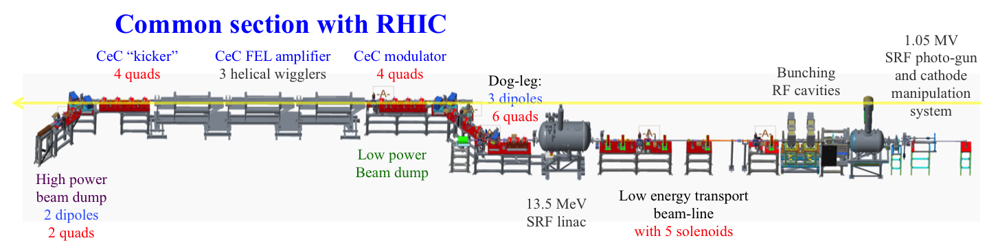 Common section with RHIC
CeC “kicker”
4 quads
CeC FEL amplifier
3 helical wigglers
CeC modulator
4 quads
Dog-leg:
3 dipoles
6 quads
Bunching
RF cavities
1.05 MV
SRF photo-gun
and cathode
manipulation
system
-A-
A-
A
A
Low power
Beam dump
High power
beam dump
2 dipoles
2 quads
13.5 MeV
SRF linac
Low energy transport
beam-line
with 5 solenoids